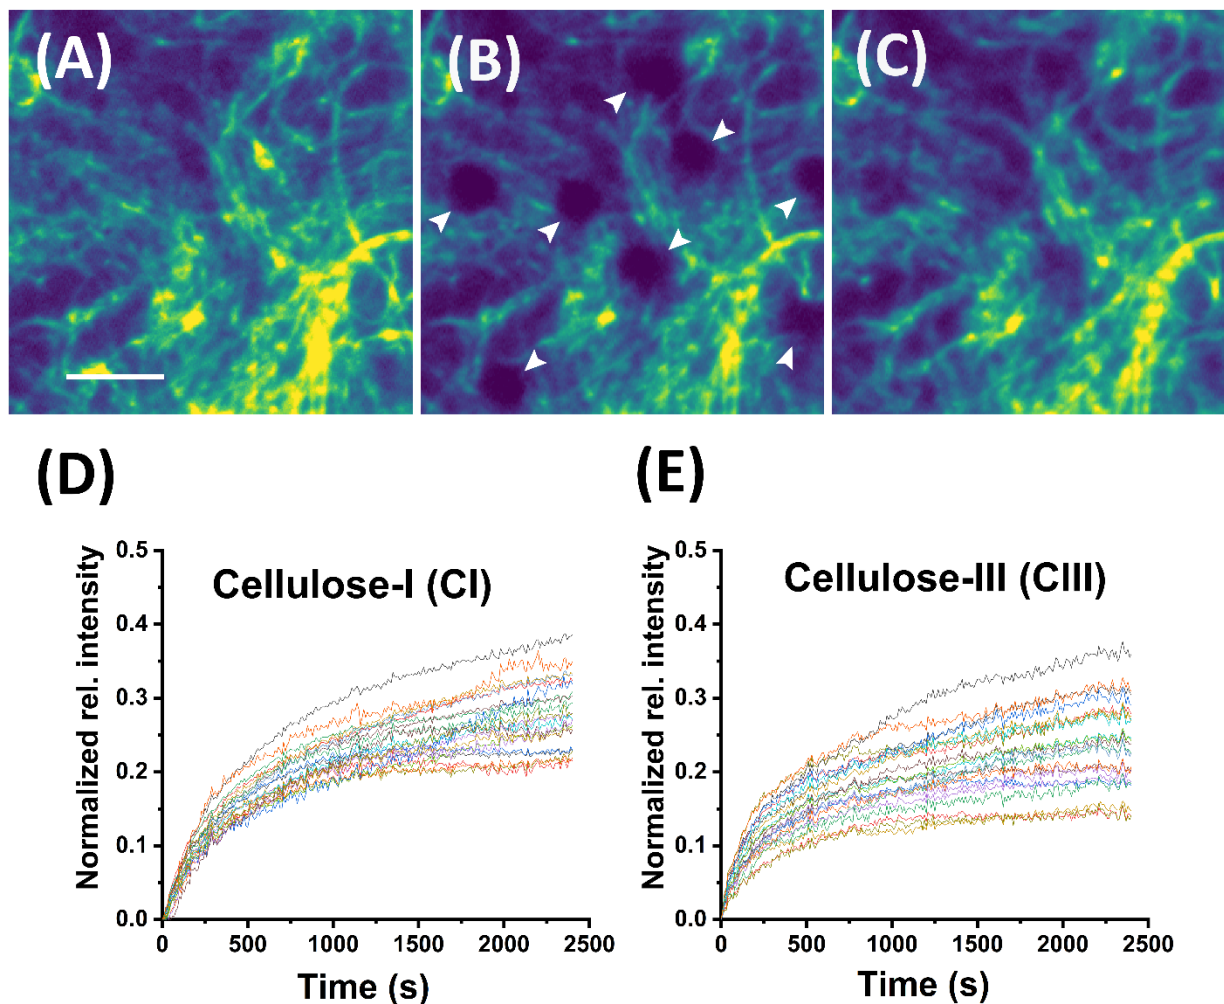 (A)
(B)
(C)
(D)
(E)
Normalized rel. intensity
0.5
0.4
0.3
0.2
0.1
0.0
Cellulose-I (CI)
0
500
1000
1500
2000
2500
Time (s)
Normalized rel. intensity
0.5
0.4
0.3
0.2
0.1
0.0
Cellulose-III (CIII)
0
500
1000
1500
2000
2500
Time (s)